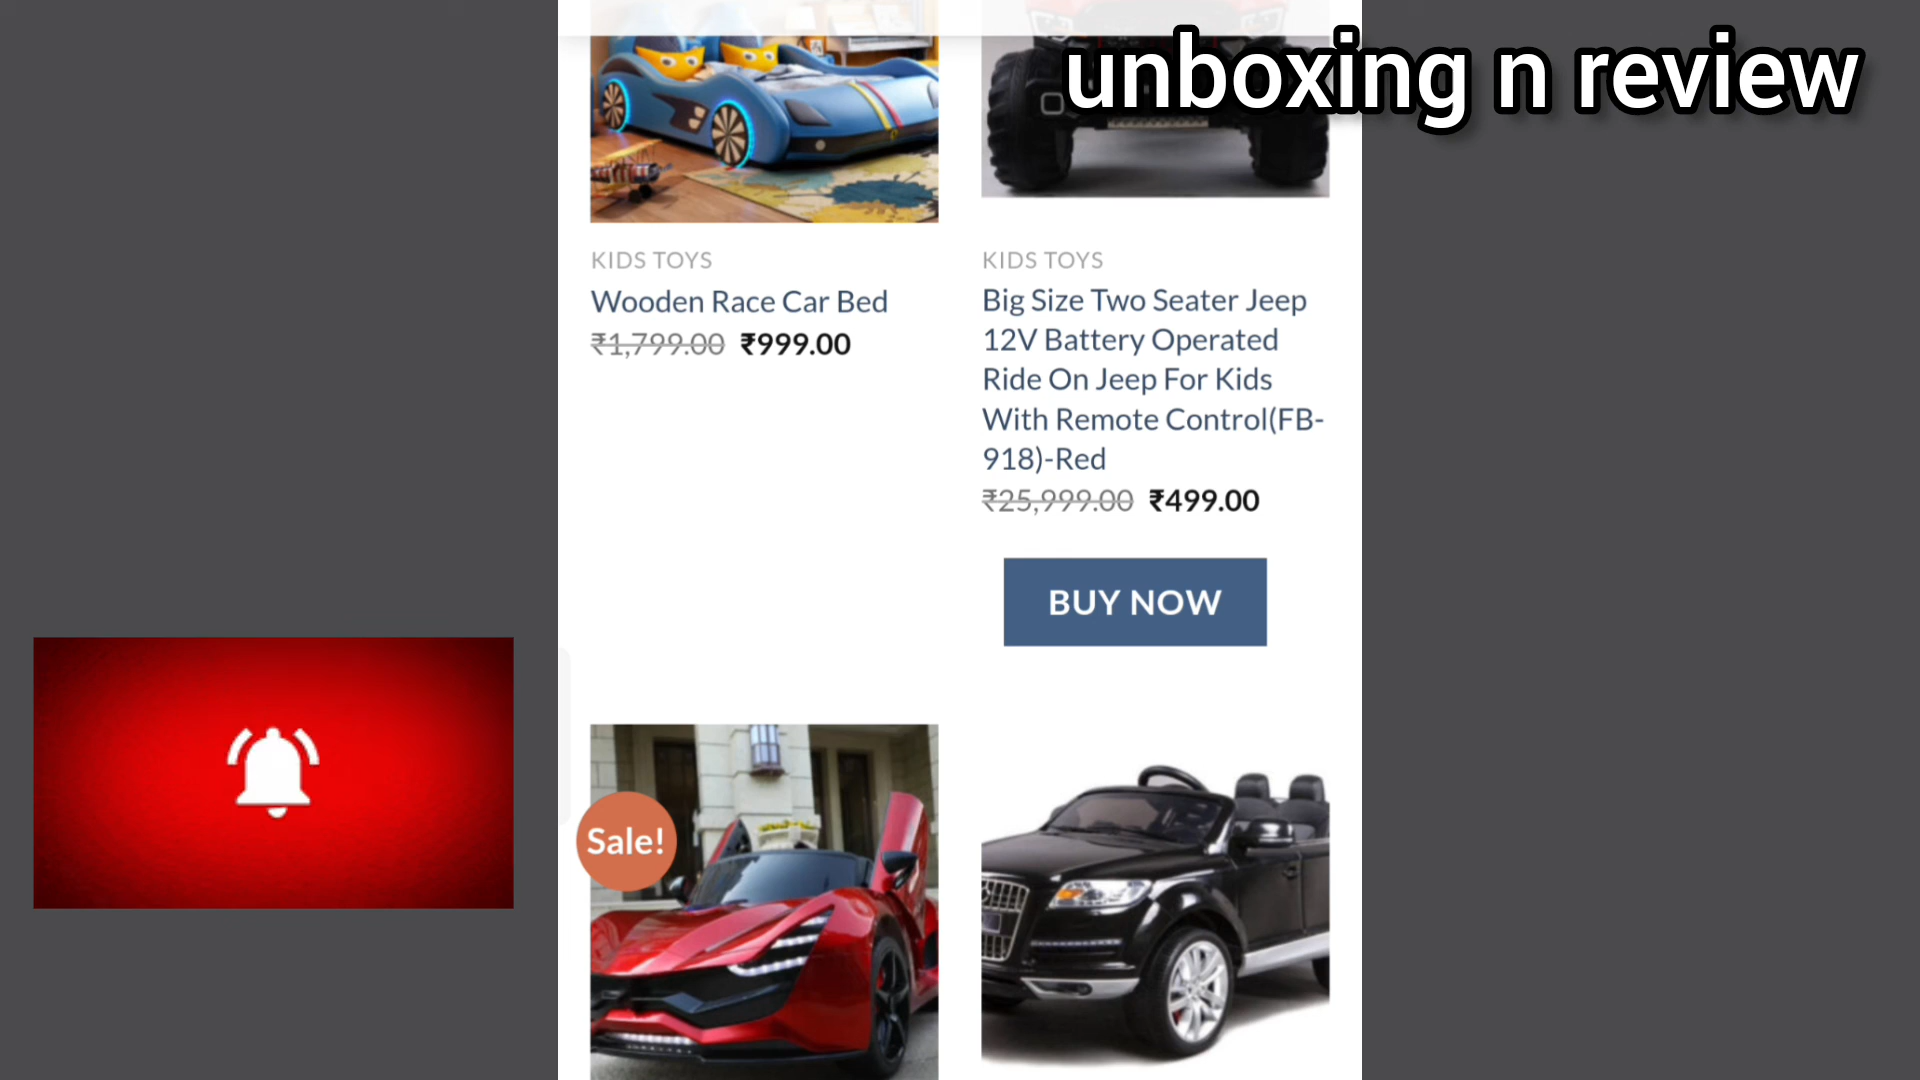 unboxing n review
KIDS TOYS
Wooden Race Car Bed
₹1,799.00 ₹999.00
KIDS TOYS
Big Size Two Seater Jeep
12V Battery Operated
Ride On Jeep For Kids
With Remote Control(FB-
918)-Red
₹25,999.00 ₹499.00
BUY NOW
Sale!